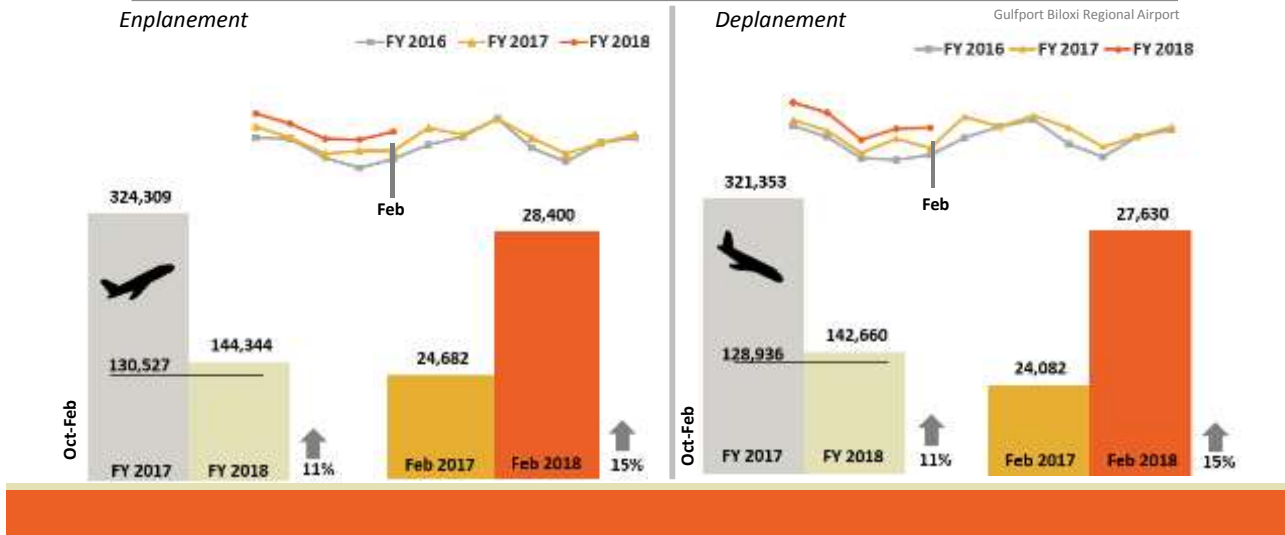 Enplanement
FY 2016 FY 2017 FY 2018
Feb
324,309
130,527
144,344
24,682
28,400
Oct-Feb
FY 2017
FY 2018
11%
Feb 2017
Feb 2018
15%
Deplanement
Gulfport Biloxi Regional Airport
FY 2016 FY 2017 FY 2018
Feb
321,353
128,936
142,660
24,082
27,630
Oct-Feb
FY 2017
FY 2018
11%
Feb 2017
Feb 2018
15%